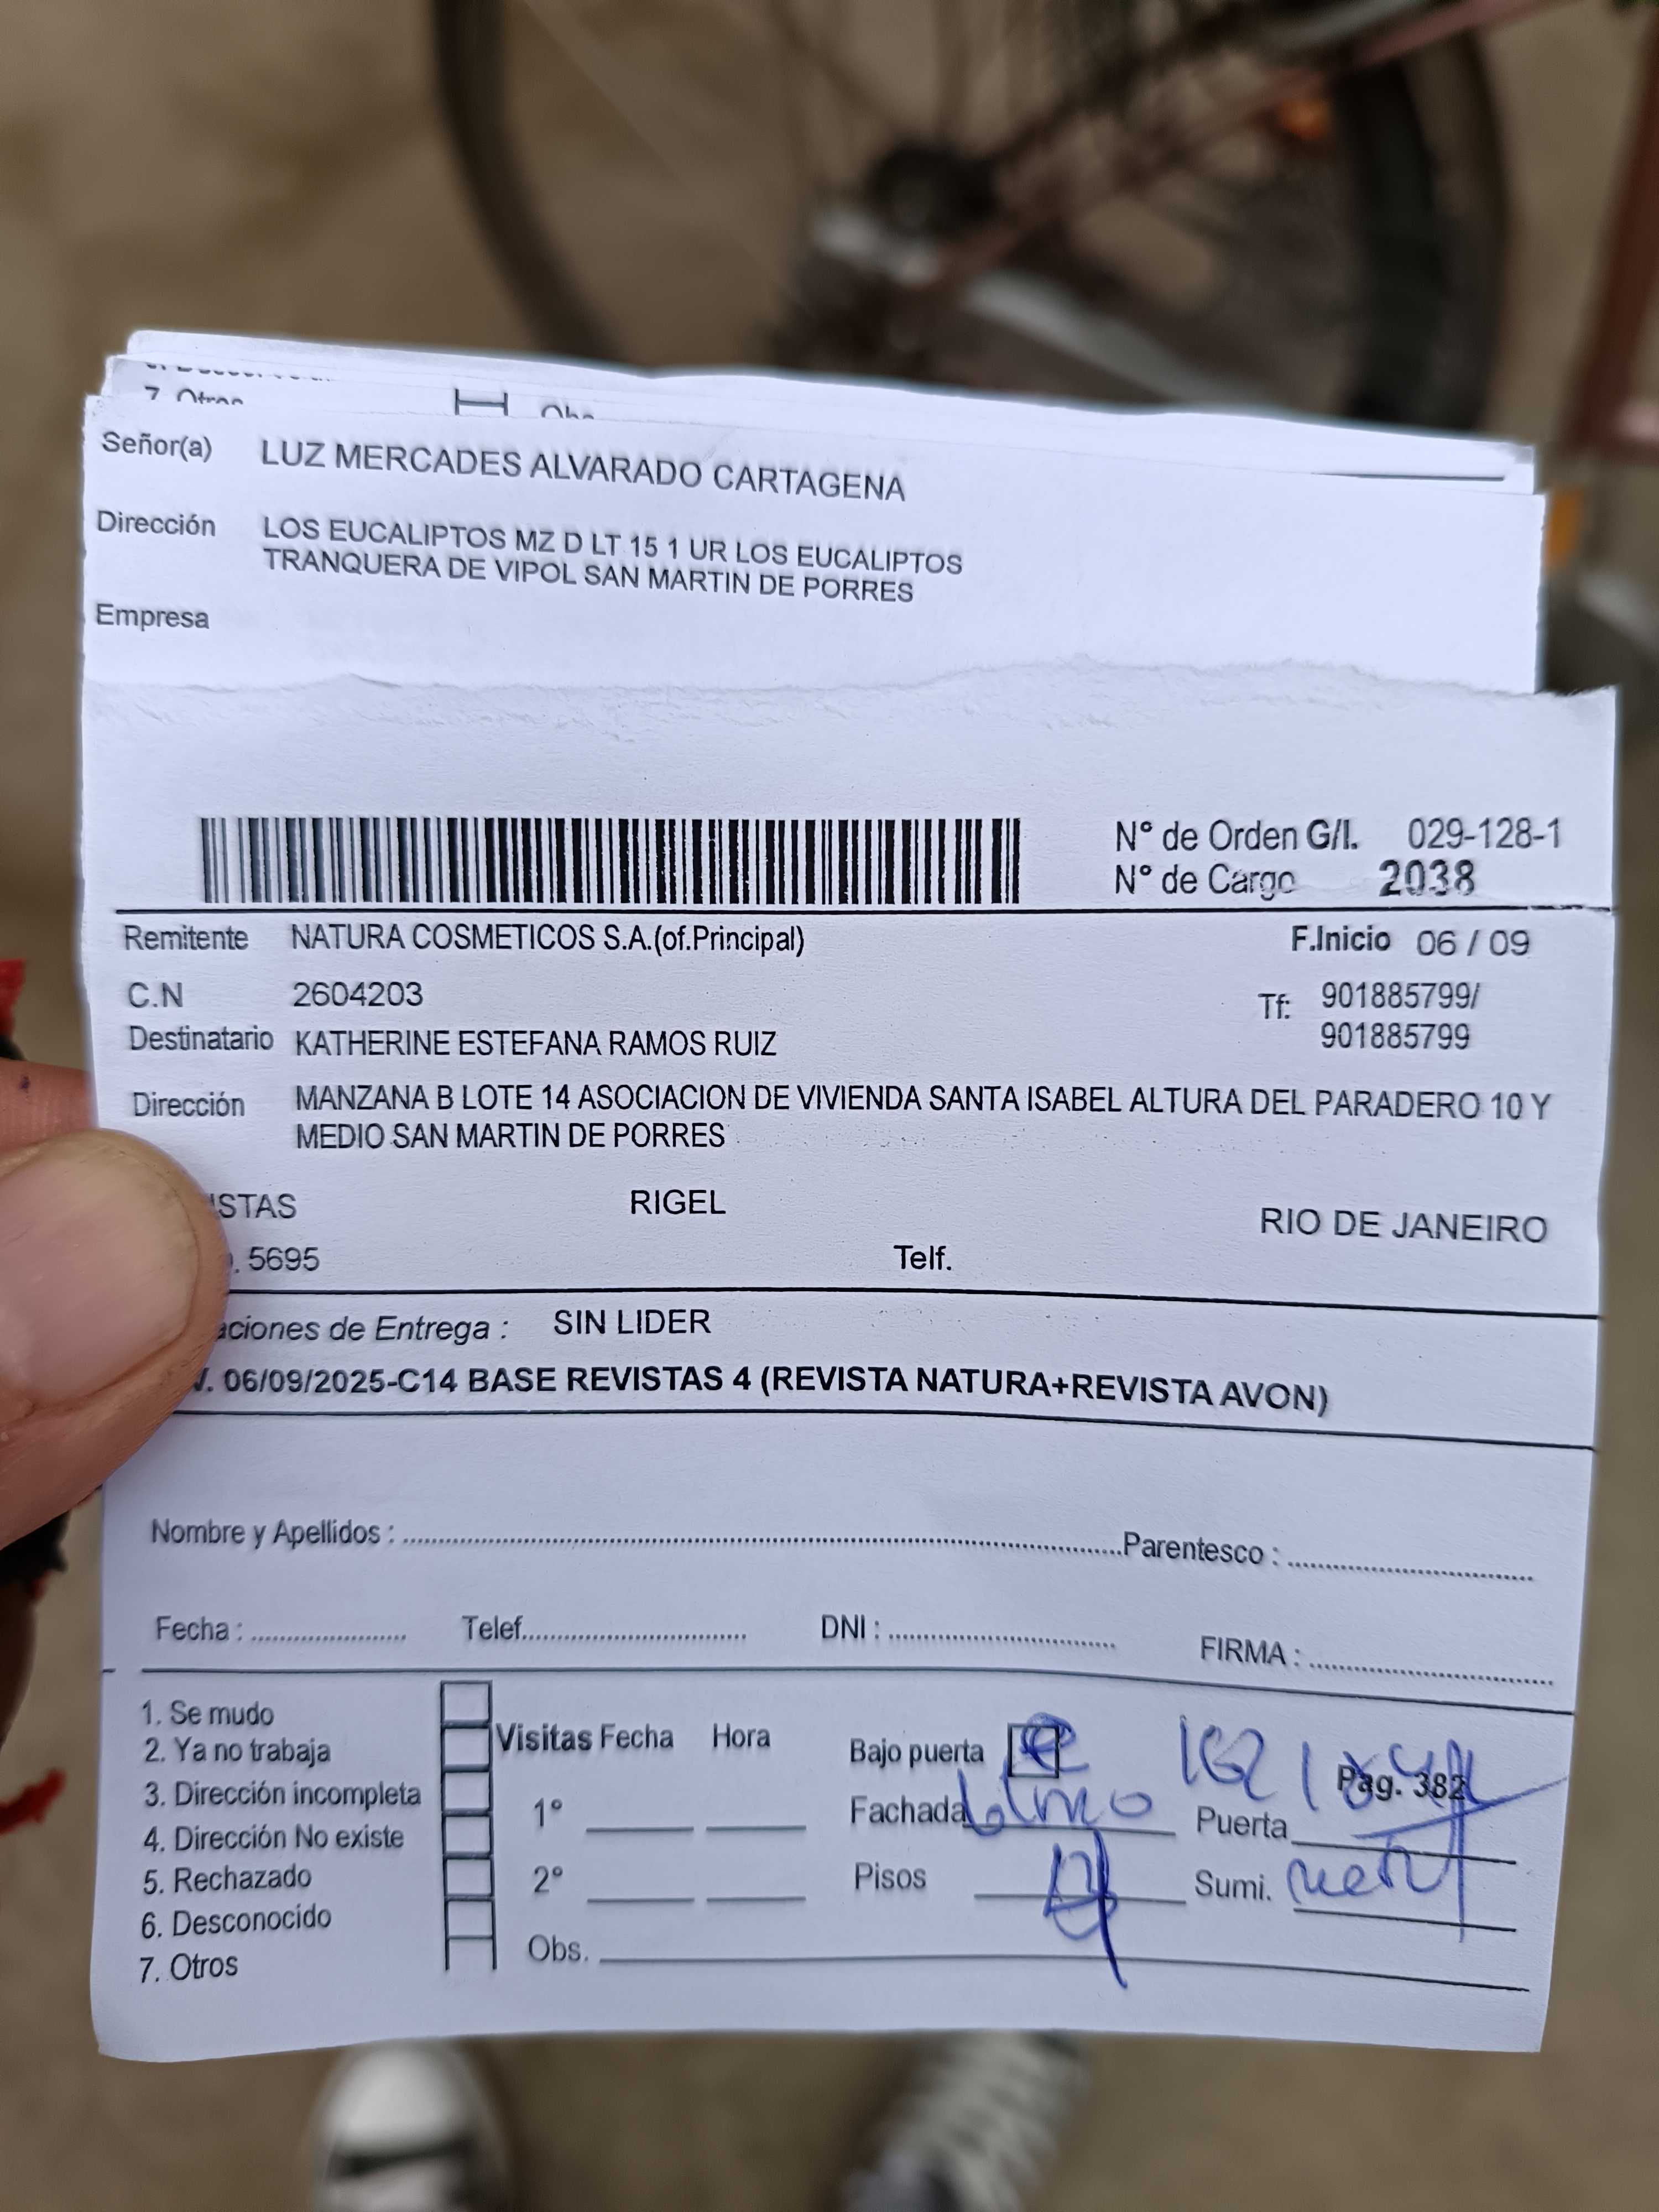 7. Otros Obs.
Señor(a) LUZ MERCADES ALVARADO CARTAGENA
Dirección LOS EUCALIPTOS MZ D LT 15 1 UR LOS EUCALIPTOS
TRANQUERA DE VIPOL SAN MARTIN DE PORRES
Empresa
N° de Orden G/I. 029-128-1
N° de Cargo 2038
Remitente NATURA COSMETICOS S.A.(of.Principal) F.Inicio 06 / 09
C.N 2604203 Tf: 901885799/
901885799
Destinatario KATHERINE ESTEFANA RAMOS RUIZ
Dirección MANZANA B LOTE 14 ASOCIACION DE VIVIENDA SANTA ISABEL ALTURA DEL PARADERO 10 Y
MEDIO SAN MARTIN DE PORRES
ISTAS RIGEL RIO DE JANEIRO
. 5695 Telf.
aciones de Entrega : SIN LIDER
V. 06/09/2025-C14 BASE REVISTAS 4 (REVISTA NATURA+REVISTA AVON)
Nombre y Apellidos : Parentesco :
Fecha : Telef. DNI : FIRMA :
1. Se mudo
2. Ya no trabaja
3. Dirección incompleta
4. Dirección No existe
5. Rechazado
6. Desconocido
7. Otros
Visitas Fecha Hora
1°
2°
Obs.
Bajo puerta Pag. 382
Fachada Puerta
Pisos Sumi.